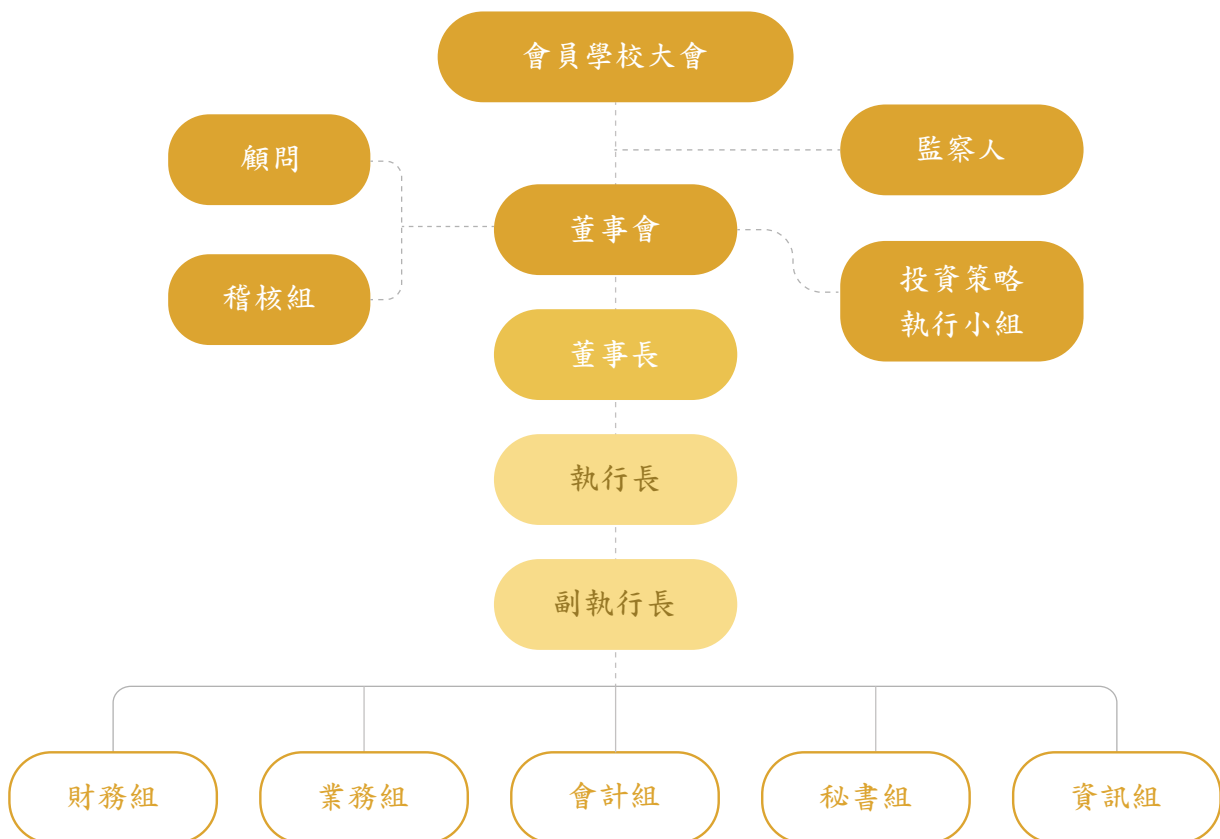 會員學校大會
顧問
監察人
董事會
稽核組
投資策略
執行小組
董事長
執行長
副執行長
財務組
業務組
會計組
秘書組
資訊組